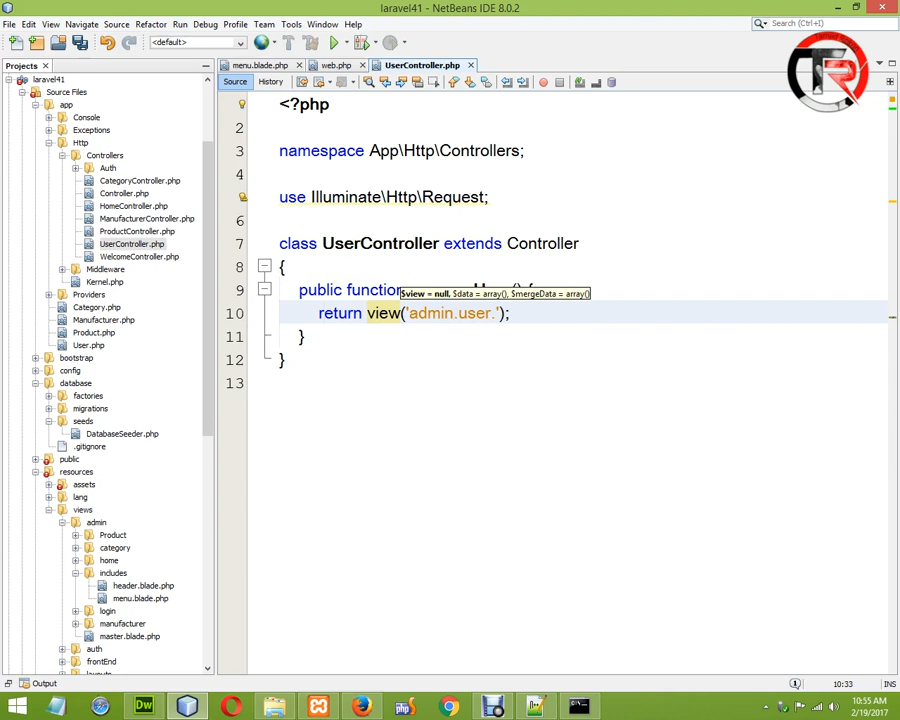 laravel41 - NetBeans IDE 8.0.2
File Edit View Navigate Source Refactor Run Debug Profile Team Tools Window Help
Search (Ctrl+I)
<default>
Projects
menu.blade.php
web.php
UserController.php
Source
History
TR
laravel41
Source Files
app
Console
Exceptions
Http
Controllers
Auth
CategoryController.php
Controller.php
HomeController.php
ManufacturerController.php
ProductController.php
UserController.php
WelcomeController.php
Middleware
Kernel.php
Providers
Category.php
Manufacturer.php
Product.php
User.php
bootstrap
config
database
factories
migrations
seeds
DatabaseSeeder.php
.gitignore
public
resources
assets
lang
views
admin
Product
category
home
includes
header.blade.php
menu.blade.php
login
manufacturer
master.blade.php
auth
frontEnd
<?php
2
3 namespace App\Http\Controllers;
4
use Illuminate\Http\Request;
6
7 class UserController extends Controller
8 {
9 public function
$view = null, $data = array(), $mergeData = array()
10 return view('admin.user.');
11 }
12 }
13
Output
10:33
INS
Dw
php
10:55 AM
2/19/2017